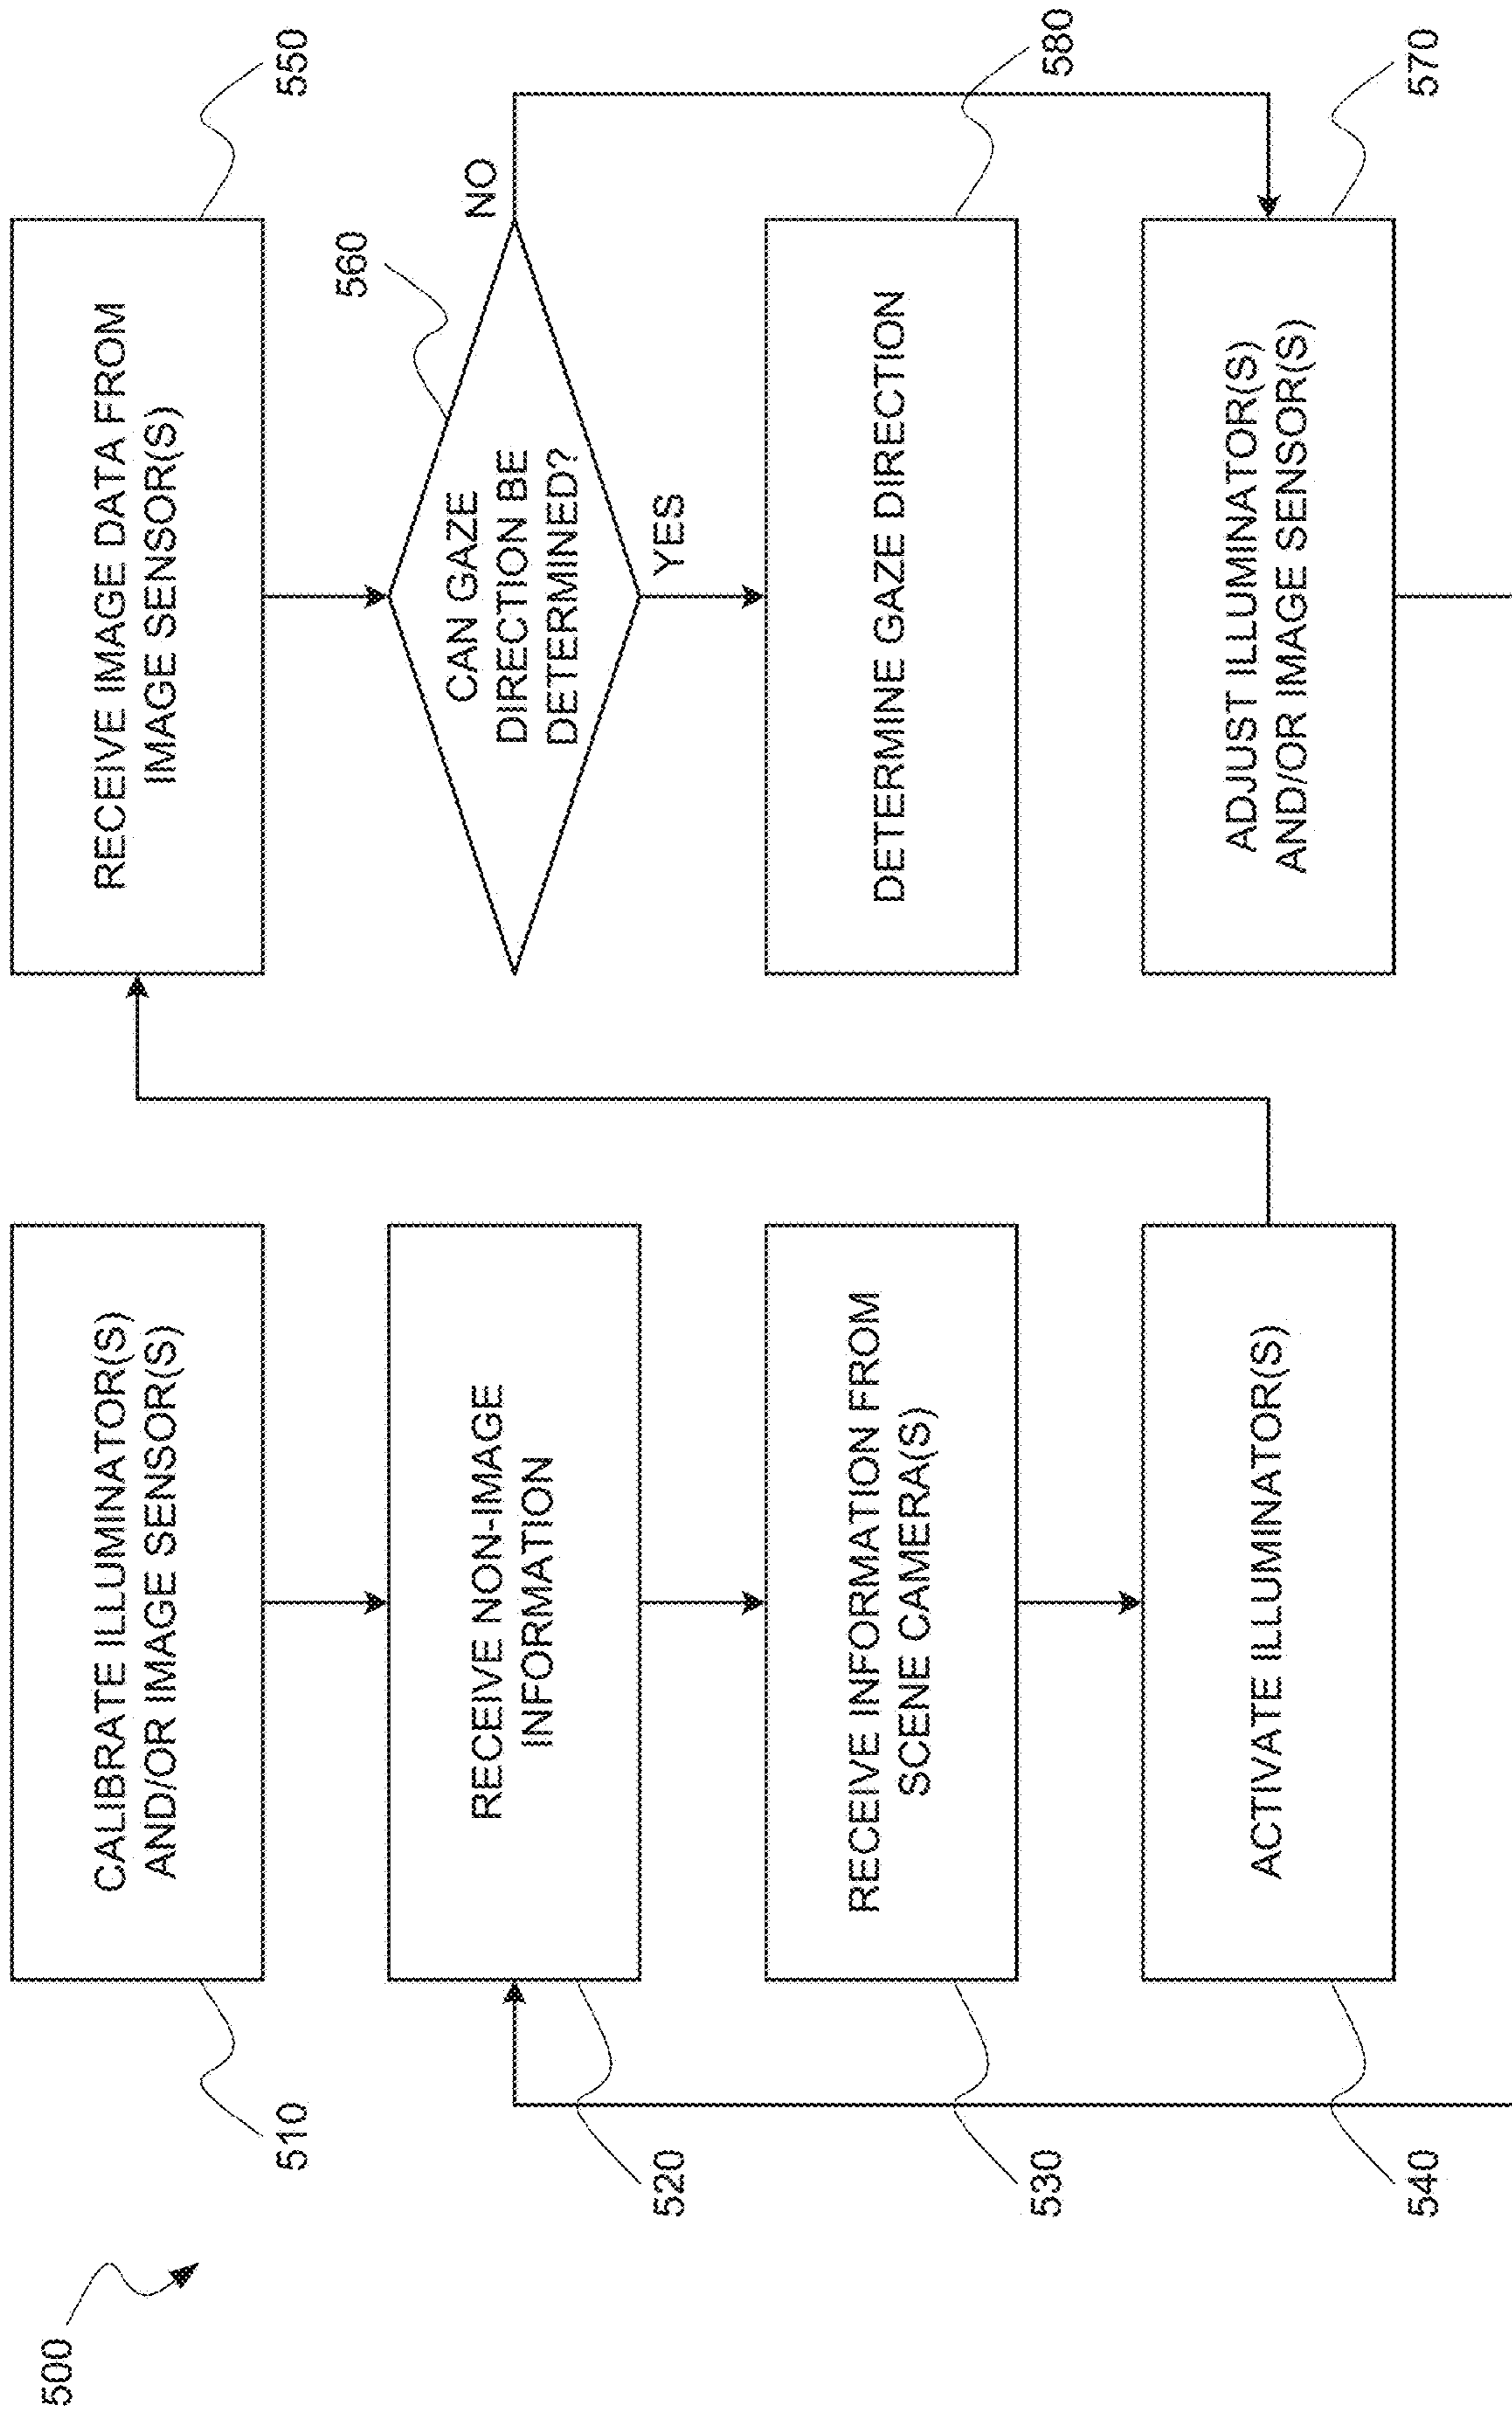 500
CALIBRATE ILLUMINATOR(S)
AND/OR IMAGE SENSOR(S)
510
RECEIVE NON-IMAGE
INFORMATION
520
RECEIVE INFORMATION FROM
SCENE CAMERA(S)
530
ACTIVATE ILLUMINATOR(S)
540
RECEIVE IMAGE DATA FROM
IMAGE SENSOR(S)
550
CAN GAZE
DIRECTION BE
DETERMINED?
560
NO
YES
DETERMINE GAZE DIRECTION
580
ADJUST ILLUMINATOR(S)
AND/OR IMAGE SENSOR(S)
570